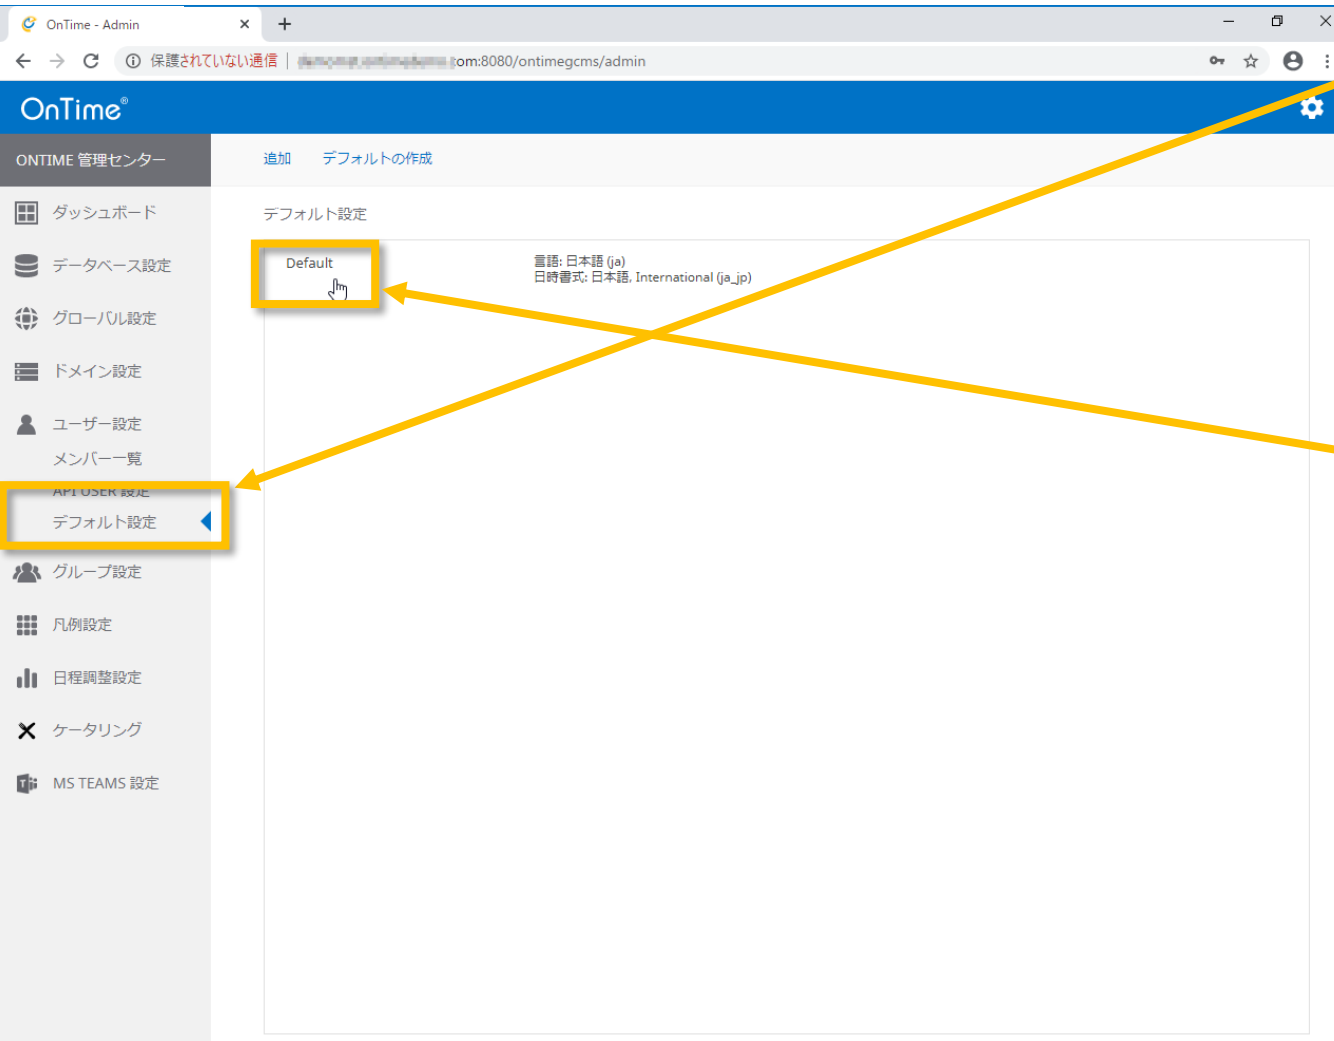 OnTime - Admin
保護されていない通信 om:8080/ontimegcms/admin
OnTime®
ONTIME 管理センター
追加 デフォルトの作成
ダッシュボード
デフォルト設定
Default
言語: 日本語 (ja)
日時書式: 日本語, International (ja_jp)
データベース設定
グローバル設定
ドメイン設定
ユーザー設定
メンバー一覧
API USER 設定
デフォルト設定
グループ設定
凡例設定
日程調整設定
ケータリング
MS TEAMS 設定